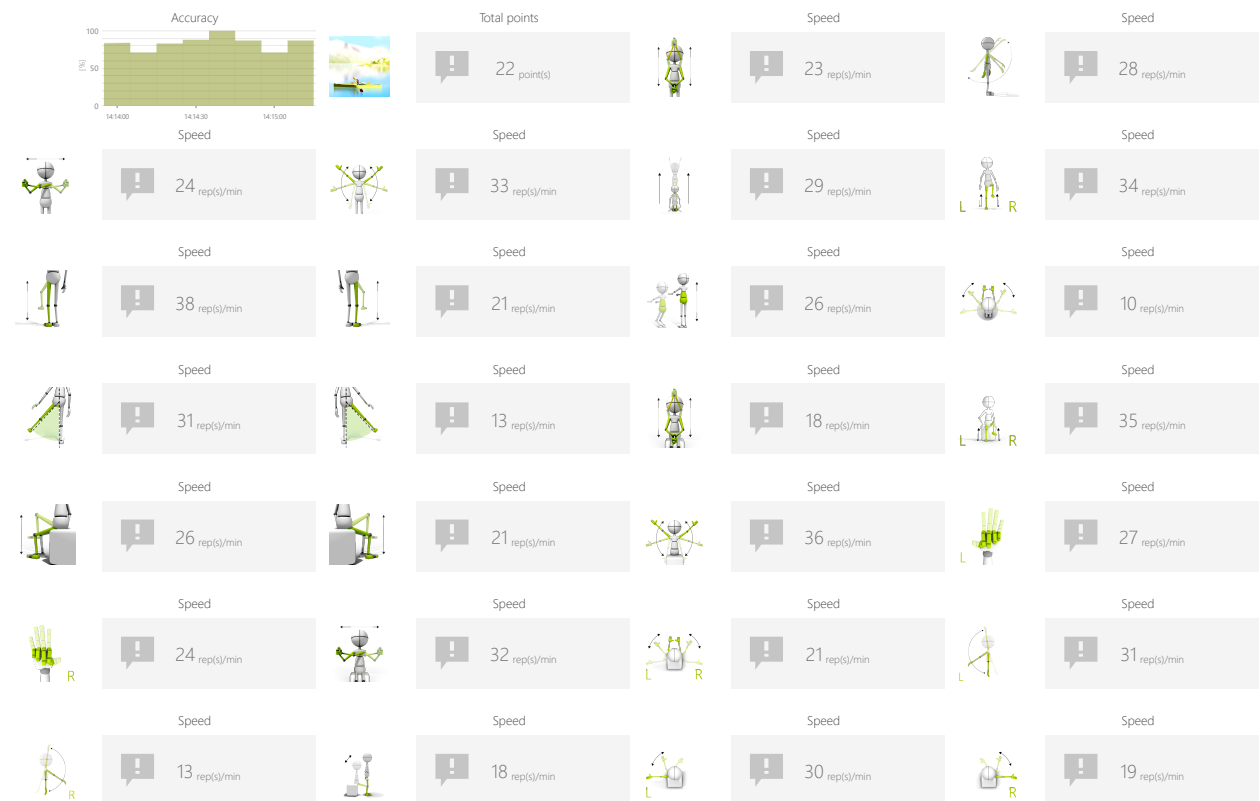 Accuracy
Total points
Speed
Speed
100
50
0
[%]
14:14:00
14:14:30
14:15:00
22 point(s)
23 rep(s)/min
28 rep(s)/min
Speed
Speed
Speed
Speed
24 rep(s)/min
33 rep(s)/min
29 rep(s)/min
L R
34 rep(s)/min
Speed
Speed
Speed
Speed
38 rep(s)/min
21 rep(s)/min
26 rep(s)/min
10 rep(s)/min
Speed
Speed
Speed
Speed
31 rep(s)/min
13 rep(s)/min
18 rep(s)/min
L R
35 rep(s)/min
Speed
Speed
Speed
Speed
26 rep(s)/min
21 rep(s)/min
36 rep(s)/min
L
27 rep(s)/min
Speed
Speed
Speed
Speed
R
24 rep(s)/min
32 rep(s)/min
L R
21 rep(s)/min
L
31 rep(s)/min
Speed
Speed
Speed
Speed
R
13 rep(s)/min
18 rep(s)/min
L
30 rep(s)/min
R
19 rep(s)/min